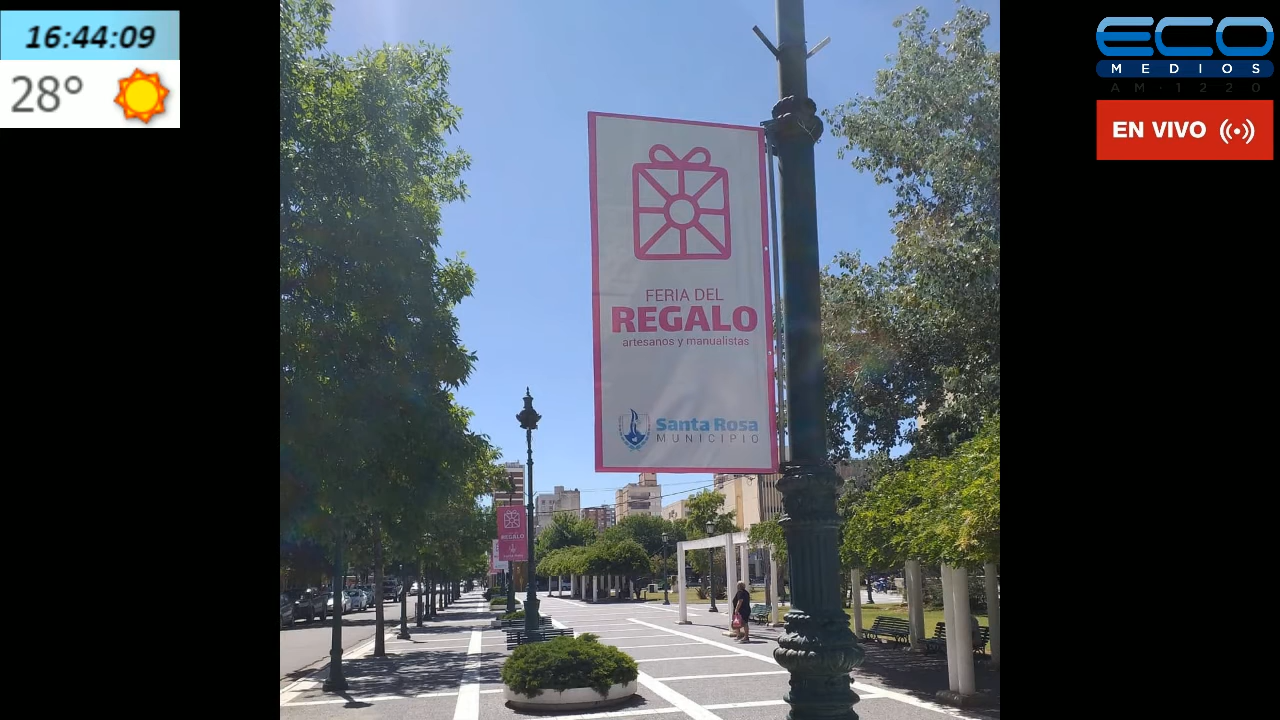 16:44:09
28°
ECO
MEDIOS
AM·1220
EN VIVO
FERIA DEL
REGALO
artesanos y manualistas
Santa Rosa
MUNICIPIO
REGALO